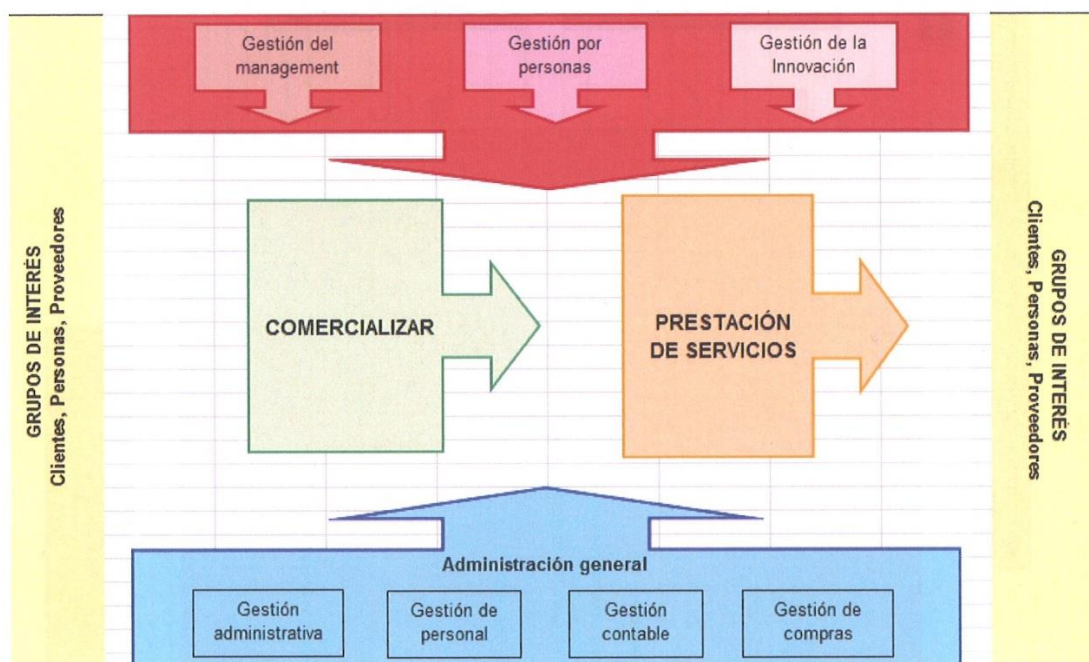 Gestión del
management
Gestión por
personas
Gestión de la
Innovación
GRUPOS DE INTERÉS
Clientes, Personas, Proveedores
COMERCIALIZAR
PRESTACIÓN
DE SERVICIOS
GRUPOS DE INTERÉS
Clientes, Personas, Proveedores
Administración general
Gestión
administrativa
Gestión de
personal
Gestión
contable
Gestión de
compras